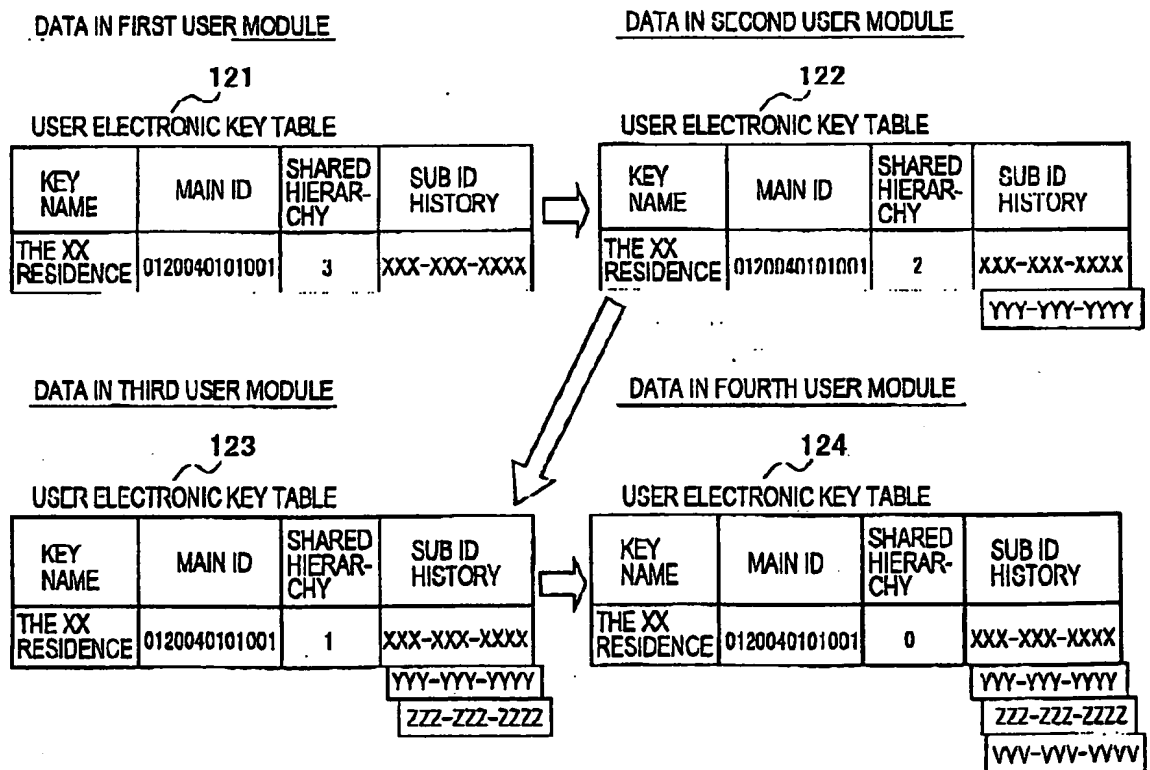 DATA IN FIRST USER MODULE
121
USER ELECTRONIC KEY TABLE
KEY NAME MAIN ID SHARED HIERAR- CHY SUB ID HISTORY
THE XX RESIDENCE 0120040101001 3 XXX-XXX-XXXX
DATA IN SECOND USER MODULE
122
USER ELECTRONIC KEY TABLE
KEY NAME MAIN ID SHARED HIERAR- CHY SUB ID HISTORY
THE XX RESIDENCE 0120040101001 2 XXX-XXX-XXXX
YYY-YYY-YYYY
DATA IN THIRD USER MODULE
123
USER ELECTRONIC KEY TABLE
KEY NAME MAIN ID SHARED HIERAR- CHY SUB ID HISTORY
THE XX RESIDENCE 0120040101001 1 XXX-XXX-XXXX
YYY-YYY-YYYY
ZZZ-ZZZ-ZZZZ
DATA IN FOURTH USER MODULE
124
USER ELECTRONIC KEY TABLE
KEY NAME MAIN ID SHARED HIERAR- CHY SUB ID HISTORY
THE XX RESIDENCE 0120040101001 0 XXX-XXX-XXXX
YYY-YYY-YYYY
ZZZ-ZZZ-ZZZZ
VVV-VVV-VVVV